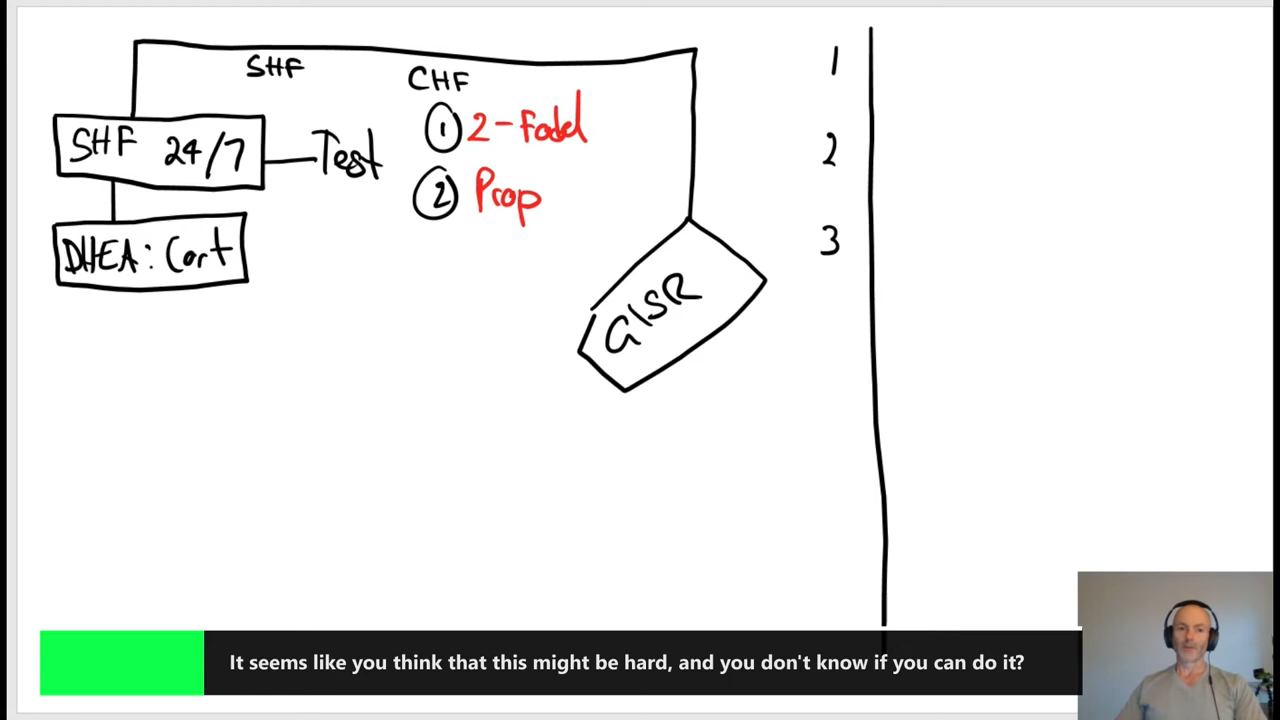 SHF
CHF
① 2-Fodel
② Prop
SHF 24/7
Test
DHEA: Cort
GISR
1
2
3
It seems like you think that this might be hard, and you don't know if you can do it?